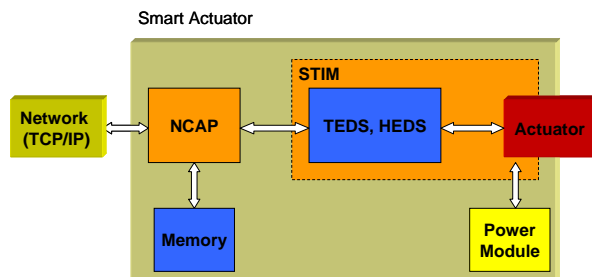 Smart Actuator
STIM
Network
(TCP/IP)
NCAP
TEDS, HEDS
Actuator
Memory
Power
Module